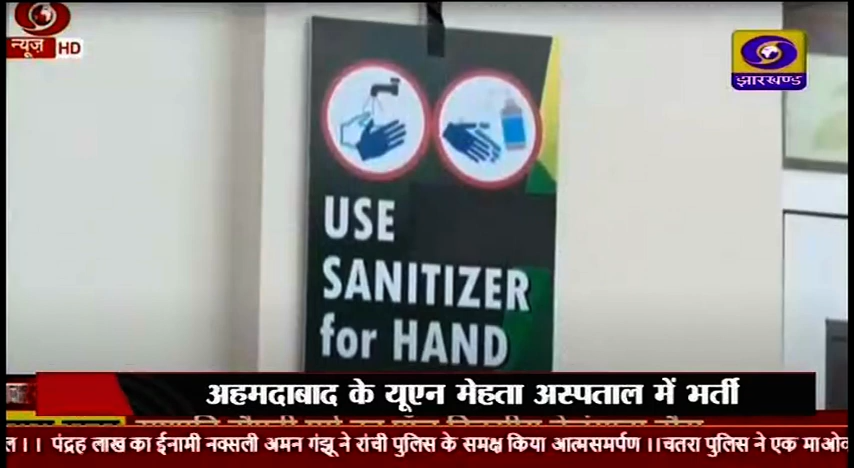 न्यूज़ HD
झारखण्ड
USE
SANITIZER
for HAND
अहमदाबाद के यूएन मेहता अस्पताल में भर्ती
ल ।। पंद्रह लाख का ईनामी नक्सली अमन गंझू ने रांची पुलिस के समक्ष किया आत्मसमर्पण ।।चतरा पुलिस ने एक माओव